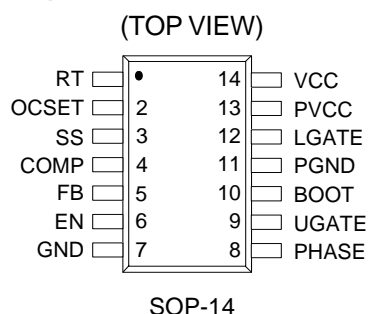 (TOP VIEW)
RT 14 VCC
OCSET 2 13 PVCC
SS 3 12 LGATE
COMP 4 11 PGND
FB 5 10 BOOT
EN 6 9 UGATE
GND 7 8 PHASE
SOP-14